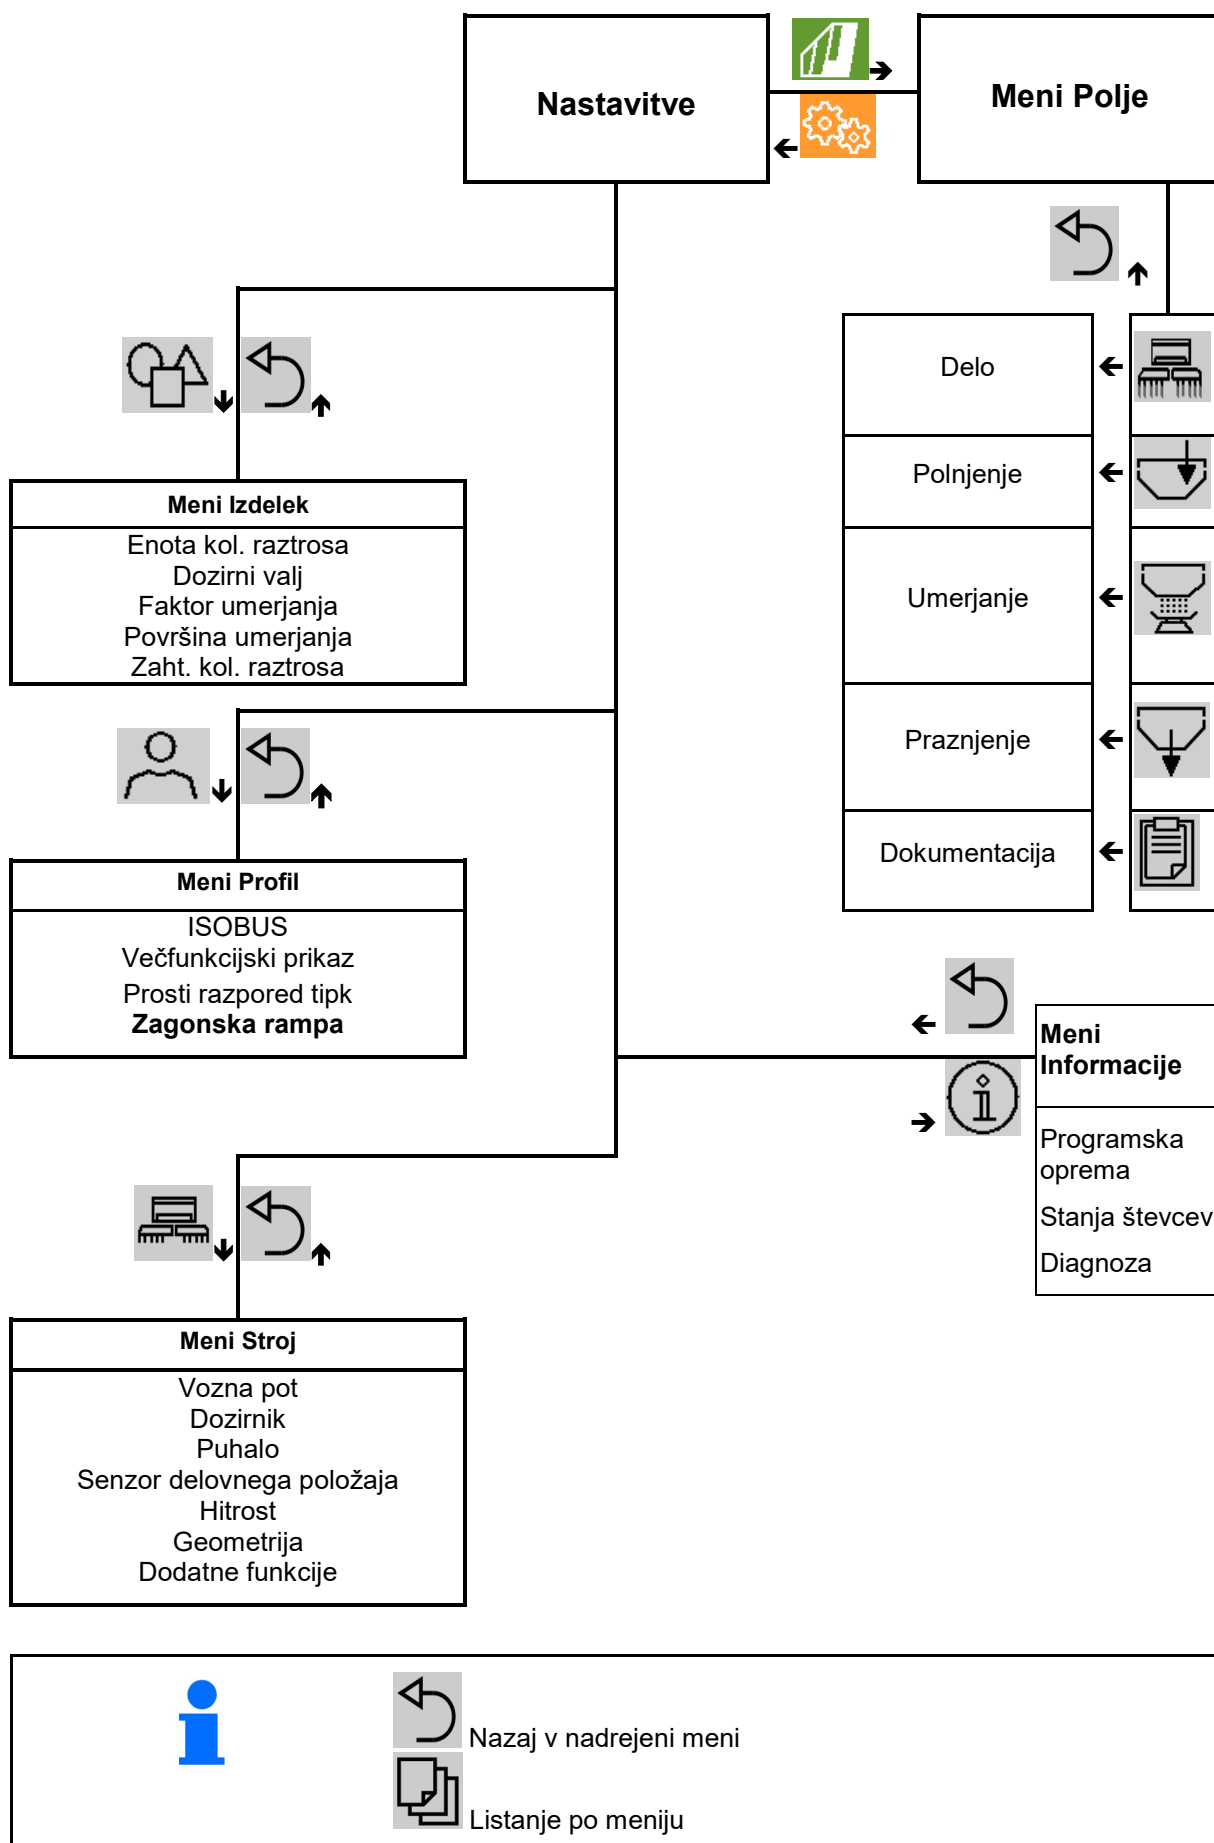 Nastavitve
Meni Polje
Delo
Polnjenje
Umerjanje
Praznjenje
Dokumentacija
Meni Izdelek
Enota kol. raztrosa
Dozirni valj
Faktor umerjanja
Površina umerjanja
Zaht. kol. raztrosa
Meni Profil
ISOBUS
Večfunkcijski prikaz
Prosti razpored tipk
Zagonska rampa
Meni
Informacije
Programska
oprema
Stanja števcev
Diagnoza
Meni Stroj
Vozna pot
Dozirnik
Puhalo
Senzor delovnega položaja
Hitrost
Geometrija
Dodatne funkcije
Nazaj v nadrejeni meni
Listanje po meniju